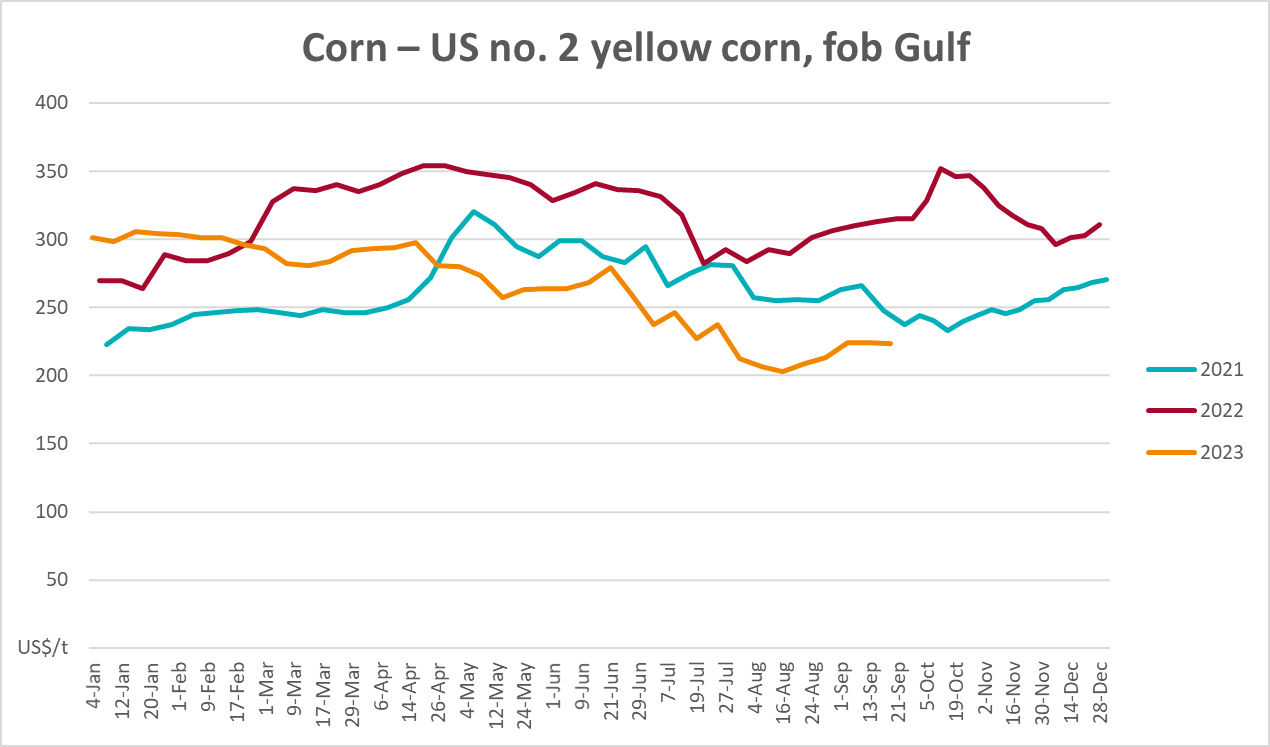 Corn – US no. 2 yellow corn, fob Gulf
400
350
300
250
200
150
100
50
US$/t
4-Jan
12-Jan
20-Jan
1-Feb
9-Feb
17-Feb
1-Mar
9-Mar
17-Mar
29-Mar
6-Apr
14-Apr
26-Apr
4-May
12-May
24-May
1-Jun
9-Jun
21-Jun
29-Jun
7-Jul
19-Jul
27-Jul
4-Aug
16-Aug
24-Aug
1-Sep
13-Sep
21-Sep
5-Oct
19-Oct
2-Nov
16-Nov
30-Nov
14-Dec
28-Dec
2021
2022
2023